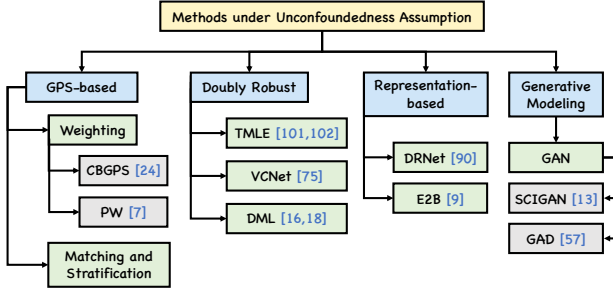 Methods under Unconfoundedness Assumption
GPS-based
Weighting
CBGPS [24]
PW [7]
Matching and
Stratification
Doubly Robust
TMLE [101,102]
VCNet [75]
DML [16,18]
Representation-
based
DRNet [90]
E2B [9]
Generative
Modeling
GAN
SCIGAN [13]
GAD [57]